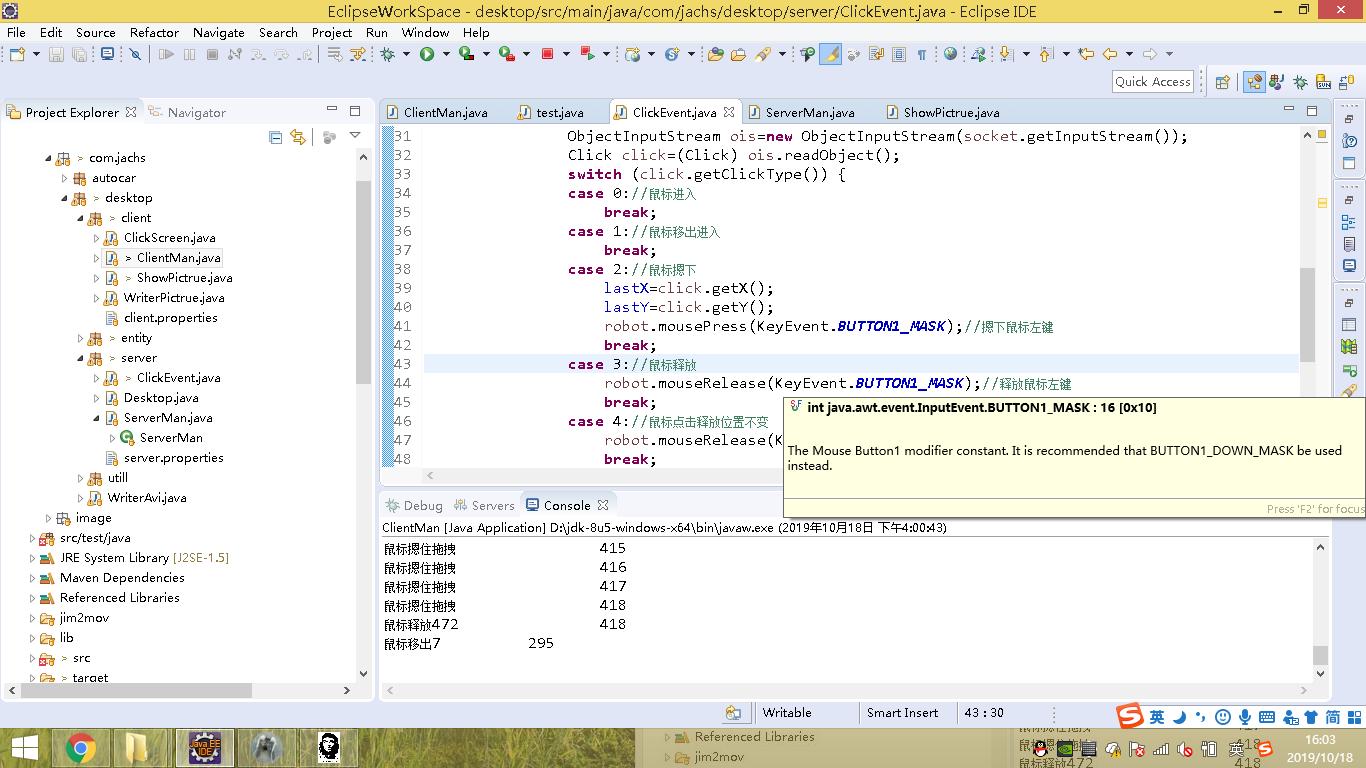 EclipseWorkSpace - desktop/src/main/java/com/jachs/desktop/server/ClickEvent.java - Eclipse IDE
File Edit Source Refactor Navigate Search Project Run Window Help
Quick Access
Project Explorer Navigator
> com.jachs
autocar
> desktop
> client
ClickScreen.java
> ClientMan.java
> ShowPictrue.java
WriterPictrue.java
client.properties
> entity
> server
> ClickEvent.java
Desktop.java
ServerMan.java
ServerMan
server.properties
utill
WriterAvi.java
image
src/test/java
JRE System Library [J2SE-1.5]
Maven Dependencies
Referenced Libraries
jim2mov
lib
> src
> target
ClientMan.java test.java ClickEvent.java ServerMan.java ShowPictrue.java
31 ObjectInputStream ois=new ObjectInputStream(socket.getInputStream());
32 Click click=(Click) ois.readObject();
33 switch (click.getClickType()) {
34 case 0://鼠标进入
35 break;
36 case 1://鼠标移出进入
37 break;
38 case 2://鼠标摁下
39 lastX=click.getX();
40 lastY=click.getY();
41 robot.mousePress(KeyEvent.BUTTON1_MASK);//摁下鼠标左键
42 break;
43 case 3://鼠标释放
44 robot.mouseRelease(KeyEvent.BUTTON1_MASK);//释放鼠标左键
45 break;
46 case 4://鼠标点击释放位置不变
47 robot.mouseRelease(K
48 break;
int java.awt.event.InputEvent.BUTTON1_MASK : 16 [0x10]
The Mouse Button1 modifier constant. It is recommended that BUTTON1_DOWN_MASK be used
instead.
Press 'F2' for focus
Debug Servers Console
ClientMan [Java Application] D:\jdk-8u5-windows-x64\bin\javaw.exe (2019年10月18日 下午4:00:43)
鼠标摁住拖拽 415
鼠标摁住拖拽 416
鼠标摁住拖拽 417
鼠标摁住拖拽 418
鼠标释放472 418
鼠标移出7 295
Writable Smart Insert 43 : 30
英 简
Java EE
IDE
Referenced Libraries
jim2mov
鼠标释放472 418
英
16:03
2019/10/18